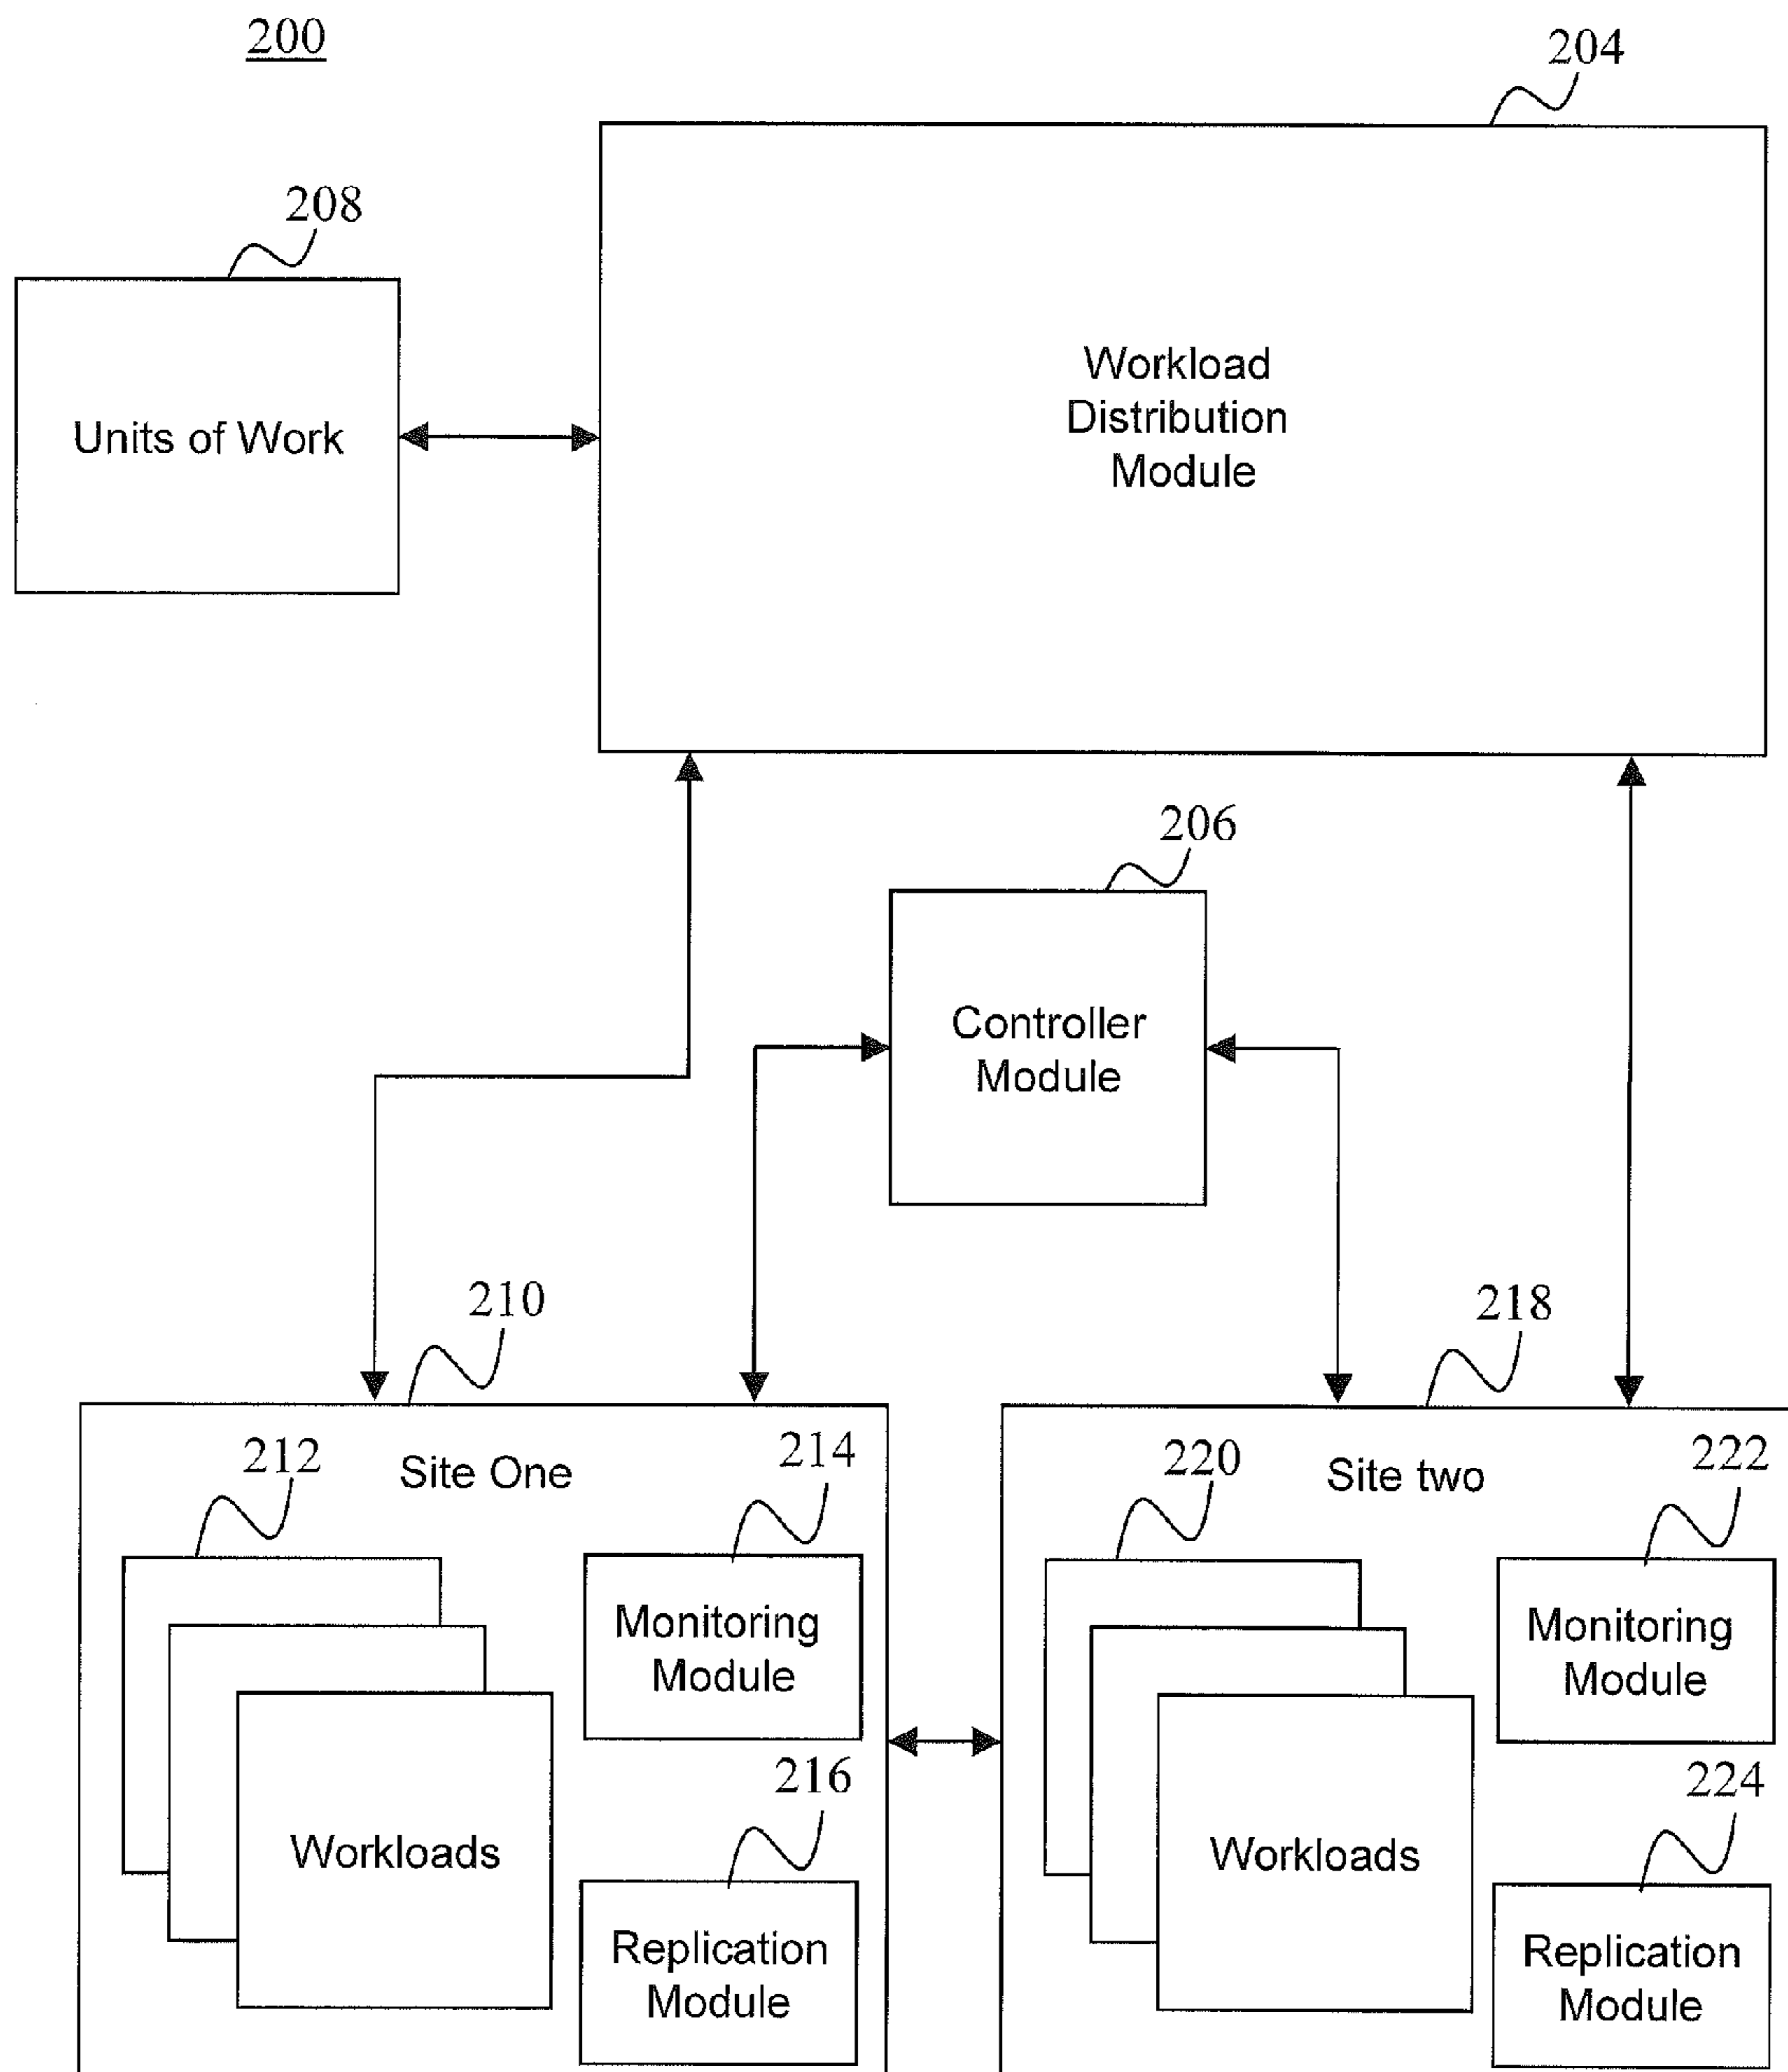 200
204
208
Workload
Distribution
Module
Units of Work
206
Controller
Module
210
218
212
Site One
214
220
Site two
222
Monitoring
Module
Monitoring
Module
216
224
Workloads
Workloads
Replication
Module
Replication
Module